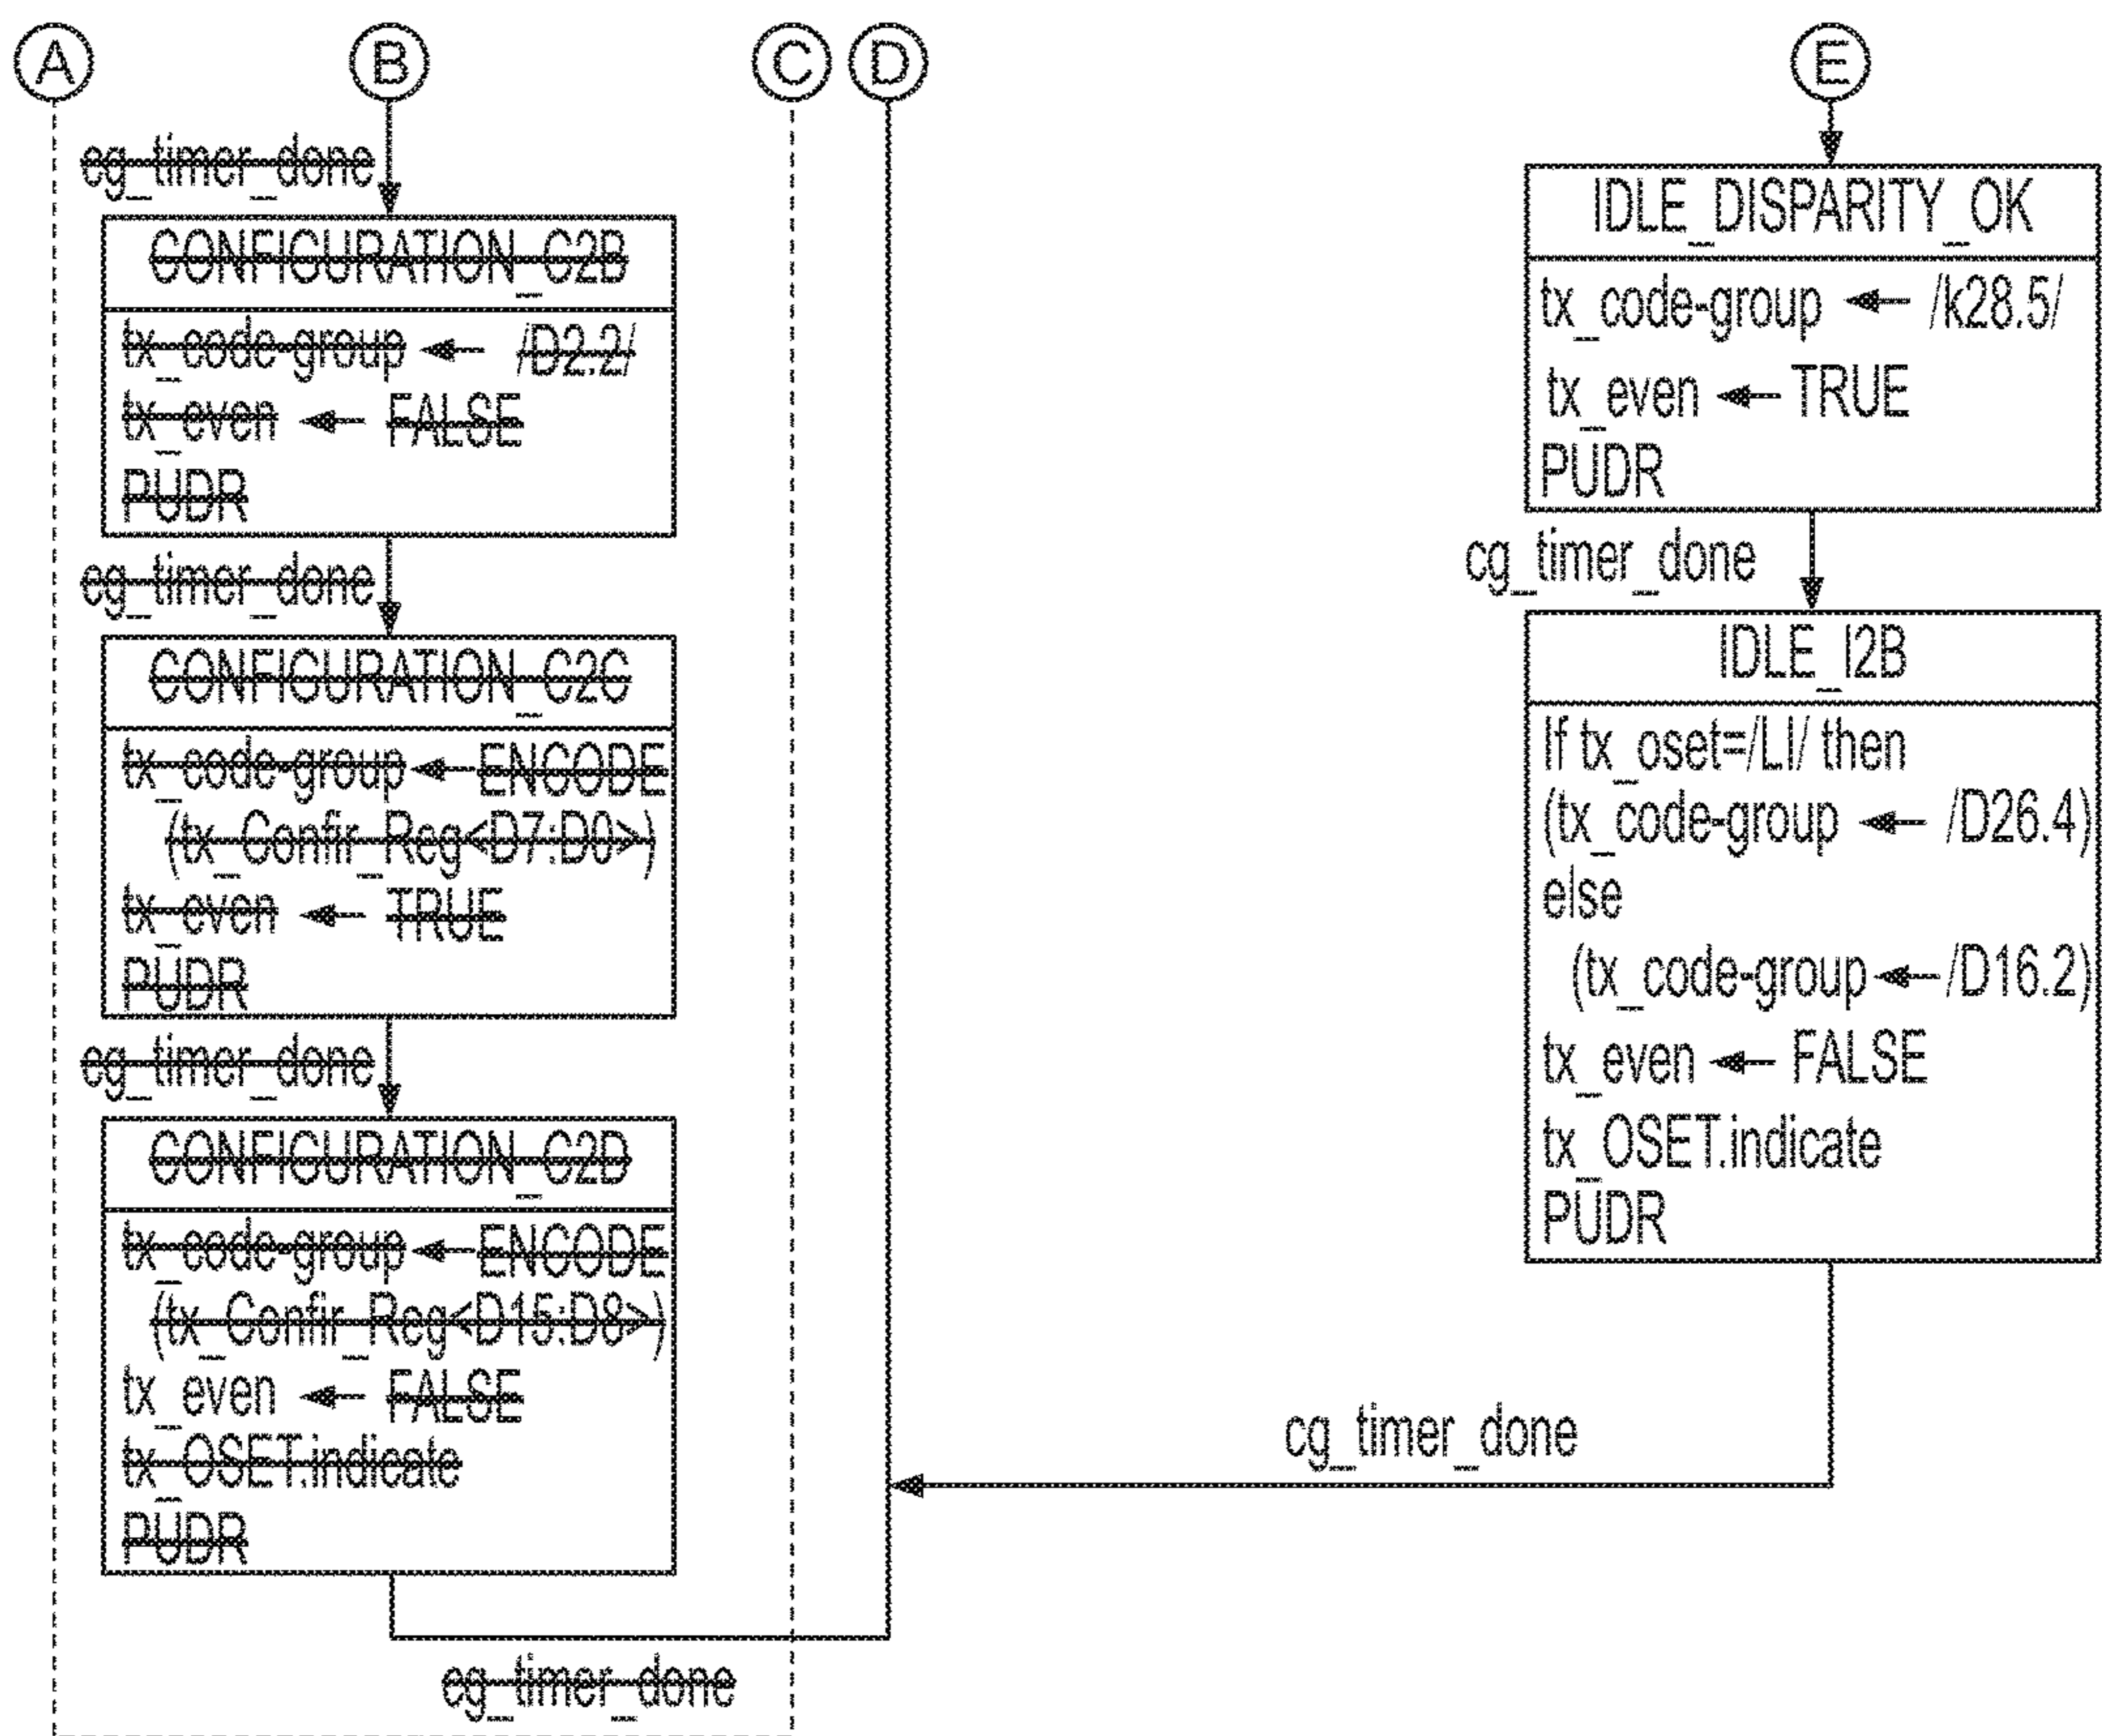 A B C D E
cg_timer_done
CONFIGURATION_C2B
tx_code-group ← /D2.2/
tx_even ← FALSE
PUDR
cg_timer_done
CONFIGURATION_C2C
tx_code-group ← ENCODE
(tx_Confir_Reg<D7:D0>)
tx_even ← TRUE
PUDR
cg_timer_done
CONFIGURATION_C2D
tx_code-group ← ENCODE
(tx_Confir_Reg<D15:D8>)
tx_even ← FALSE
tx_OSET.indicate
PUDR
cg_timer_done
IDLE_DISPARITY_OK
tx_code-group ← /k28.5/
tx_even ← TRUE
PUDR
cg_timer_done
IDLE_I2B
If tx_oset=/LI/ then
(tx_code-group ← /D26.4)
else
(tx_code-group ← /D16.2)
tx_even ← FALSE
tx_OSET.indicate
PUDR
cg_timer_done